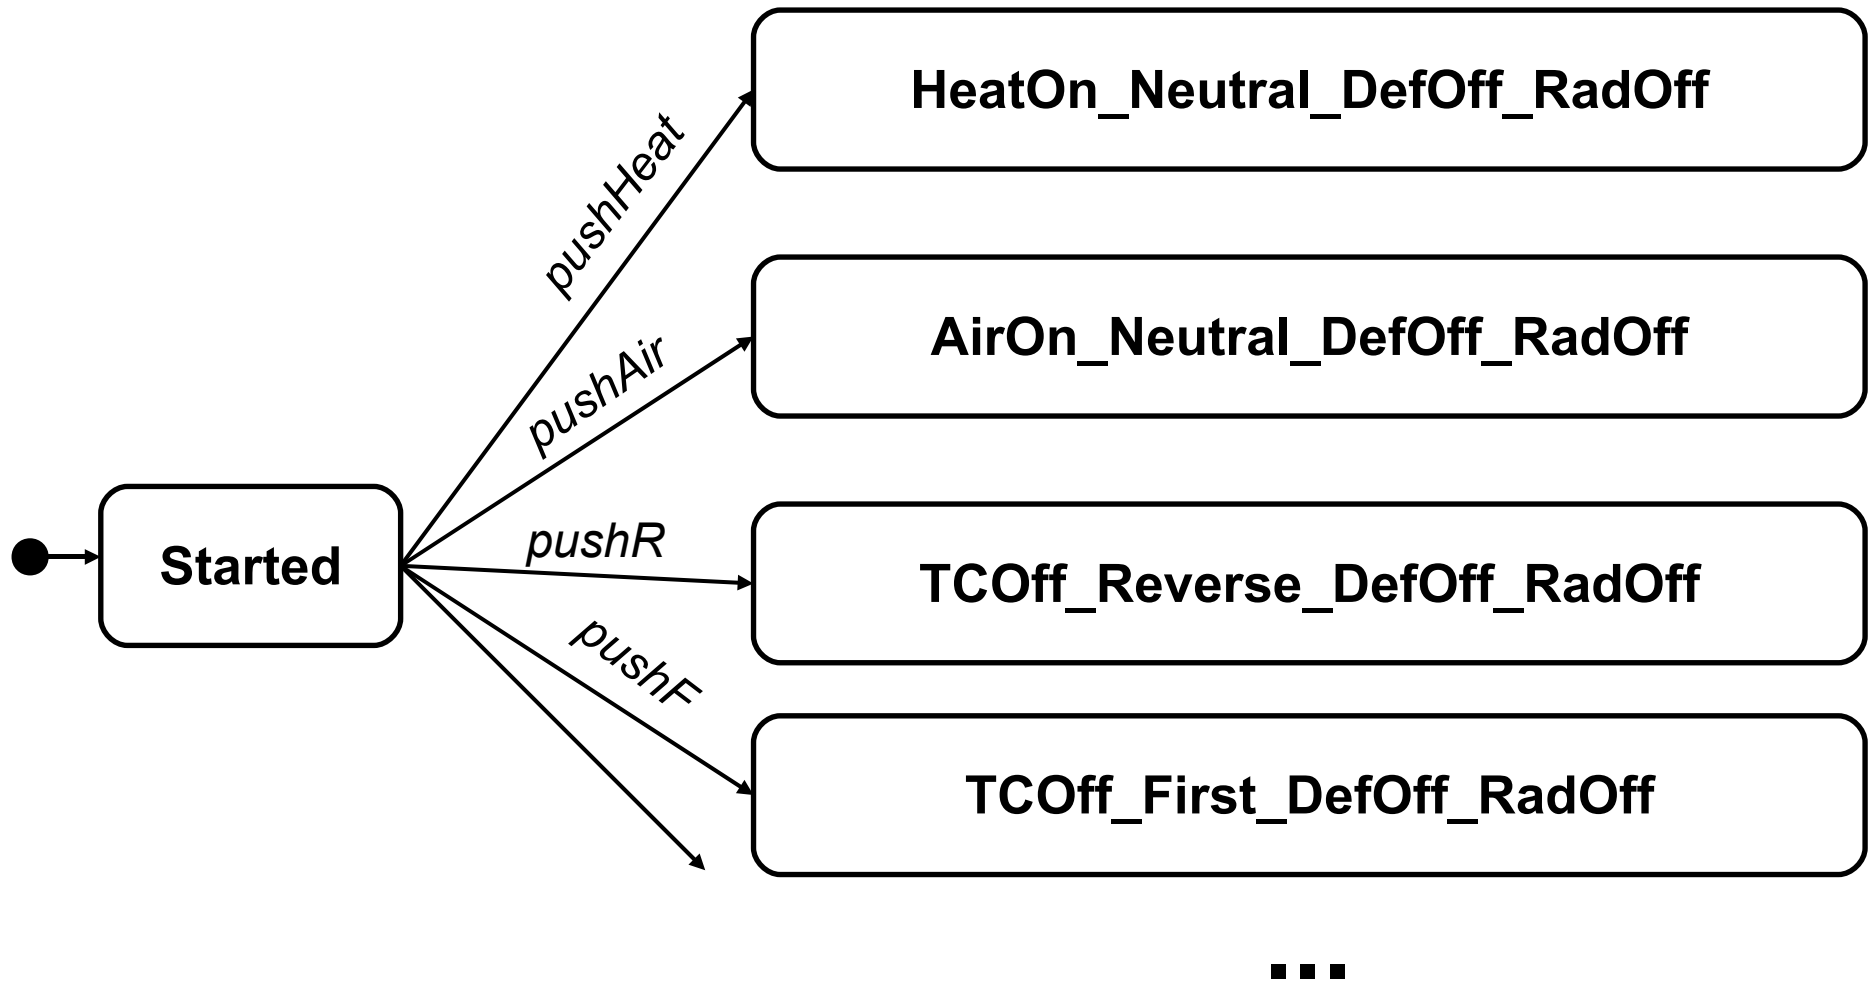 HeatOn_Neutral_DefOff_RadOff
pushHeat
AirOn_Neutral_DefOff_RadOff
pushAir
Started
pushR
TCOff_Reverse_DefOff_RadOff
pushF
TCOff_First_DefOff_RadOff
...